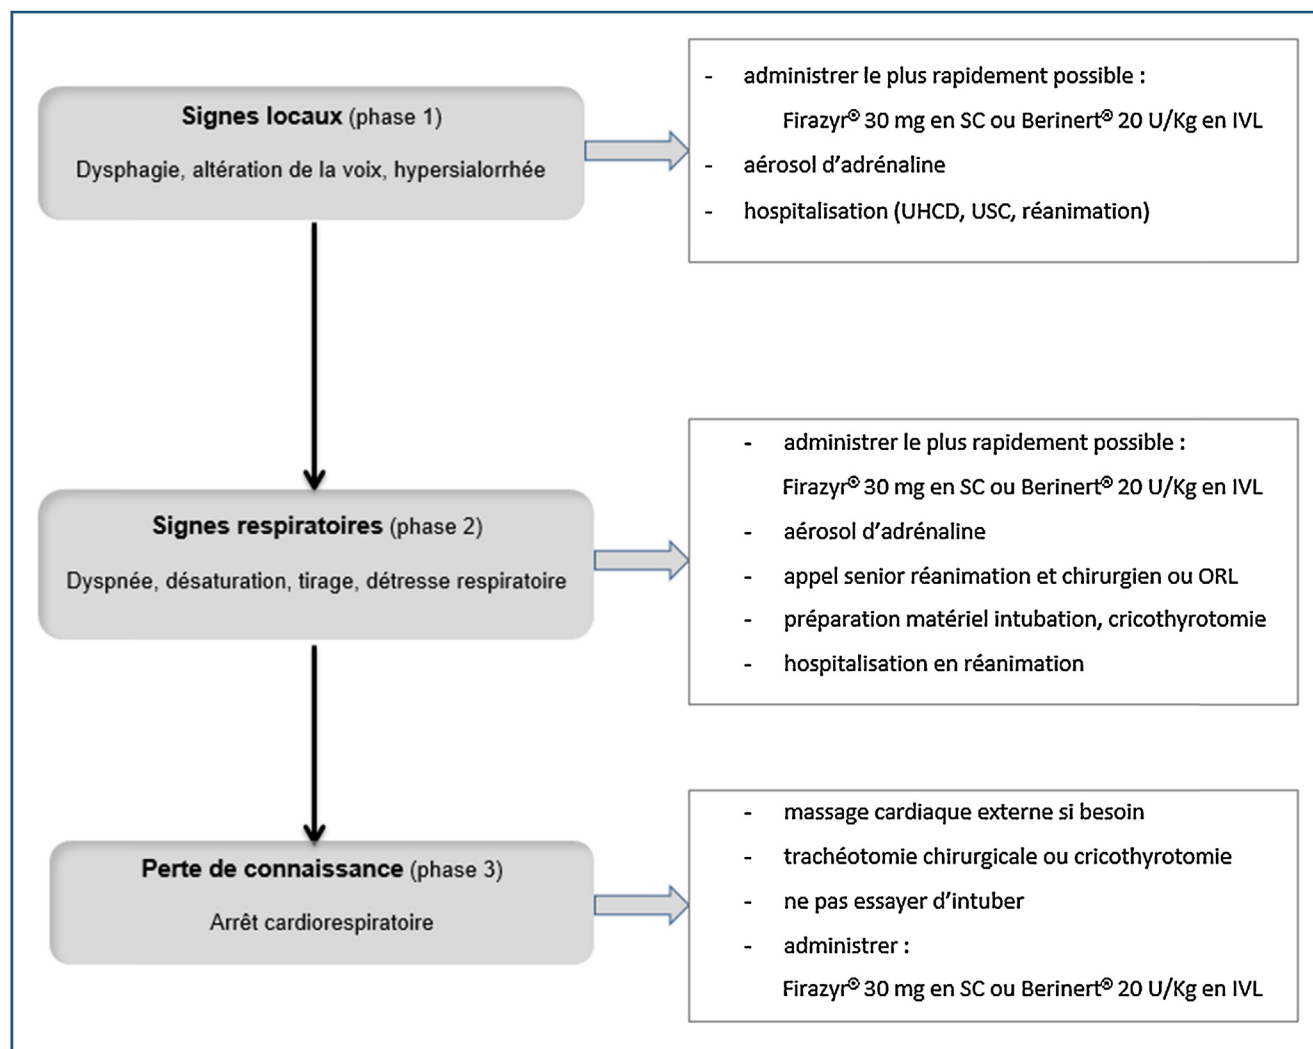 Signes locaux (phase 1)
Dysphagie, altération de la voix, hypersialorrhée
- administrer le plus rapidement possible :
Firazyr® 30 mg en SC ou Berinert® 20 U/Kg en IVL
- aérosol d’adrénaline
- hospitalisation (UHCD, USC, réanimation)
Signes respiratoires (phase 2)
Dyspnée, désaturation, tirage, détresse respiratoire
- administrer le plus rapidement possible :
Firazyr® 30 mg en SC ou Berinert® 20 U/Kg en IVL
- aérosol d’adrénaline
- appel senior réanimation et chirurgien ou ORL
- préparation matériel intubation, cricothyrotomie
- hospitalisation en réanimation
Perte de connaissance (phase 3)
Arrêt cardiorespiratoire
- massage cardiaque externe si besoin
- trachéotomie chirurgicale ou cricothyrotomie
- ne pas essayer d’intuber
- administrer :
Firazyr® 30 mg en SC ou Berinert® 20 U/Kg en IVL